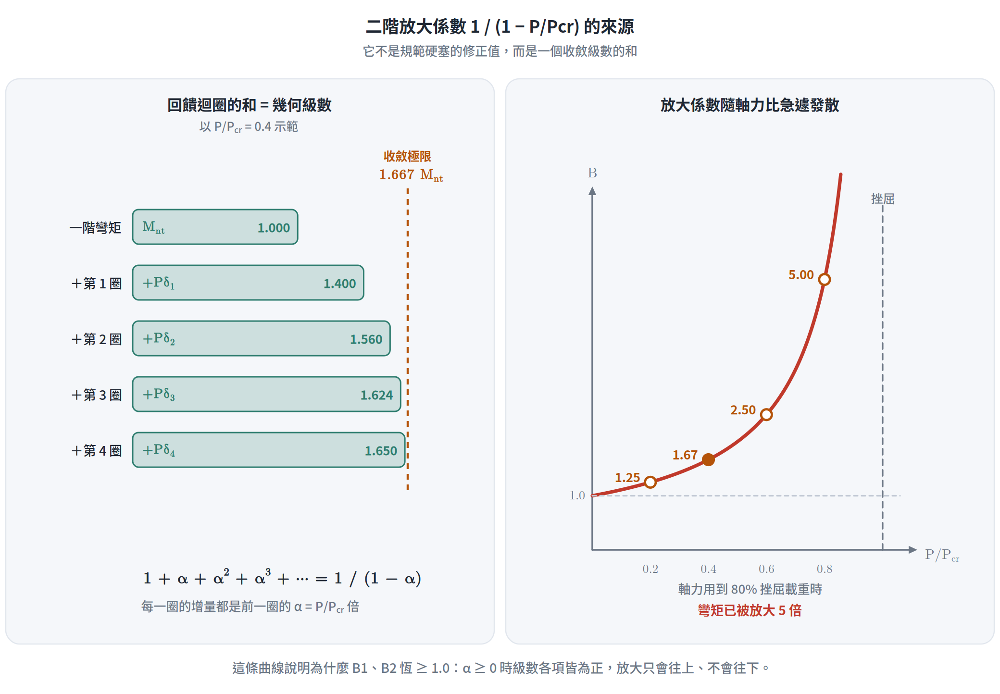 二階放大係數 1 / (1 − P/Pcr) 的來源
它不是規範硬塞的修正值，而是一個收斂級數的和
回饋迴圈的和 = 幾何級數
以 P/Pcr = 0.4 示範
收斂極限
1.667 Mnt
一階彎矩 Mnt 1.000
＋第 1 圈 +Pδ1 1.400
＋第 2 圈 +Pδ2 1.560
＋第 3 圈 +Pδ3 1.624
＋第 4 圈 +Pδ4 1.650
1 + α + α² + α³ + ··· = 1 / (1 − α)
每一圈的增量都是前一圈的 α = P/Pcr 倍
放大係數隨軸力比急遽發散
B
挫屈
5.00
2.50
1.67
1.25
1.0
P/Pcr
0.2 0.4 0.6 0.8
軸力用到 80% 挫屈載重時
彎矩已被放大 5 倍
這條曲線說明為什麼 B1、B2 恆 ≥ 1.0：α ≥ 0 時級數各項皆為正，放大只會往上、不會往下。